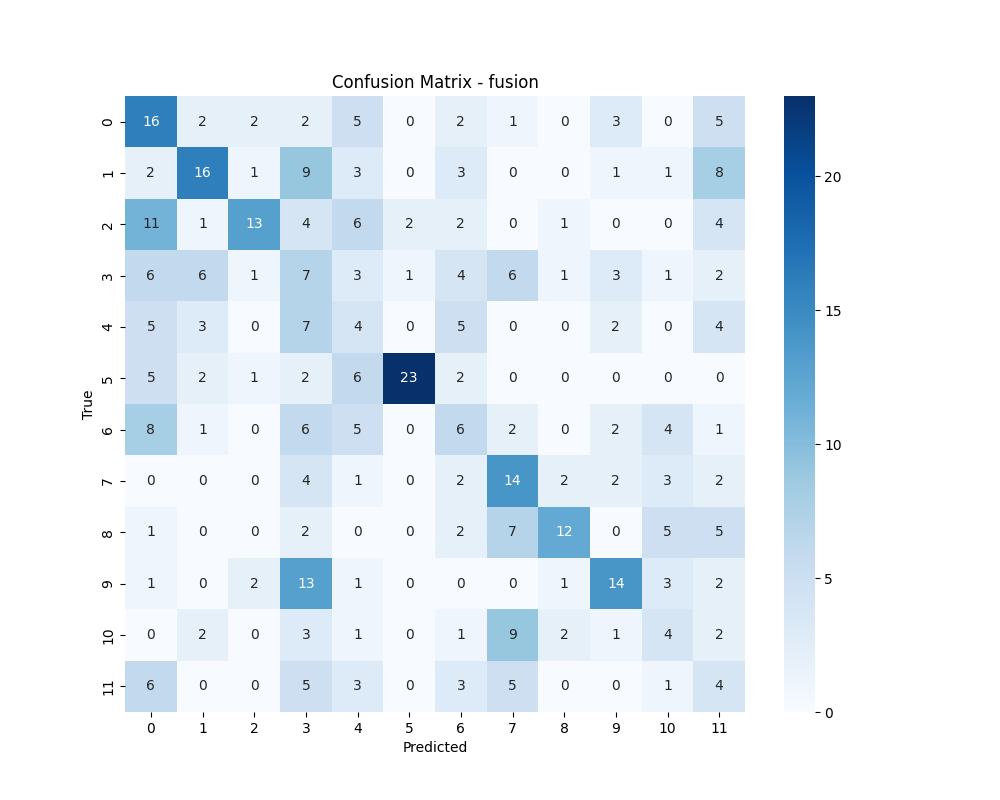 Confusion Matrix - fusion
0 16 2 2 2 5 0 2 1 0 3 0 5
1 2 16 1 9 3 0 3 0 0 1 1 8
2 11 1 13 4 6 2 2 0 1 0 0 4
3 6 6 1 7 3 1 4 6 1 3 1 2
4 5 3 0 7 4 0 5 0 0 2 0 4
5 5 2 1 2 6 23 2 0 0 0 0 0
6 8 1 0 6 5 0 6 2 0 2 4 1
7 0 0 0 4 1 0 2 14 2 2 3 2
8 1 0 0 2 0 0 2 7 12 0 5 5
9 1 0 2 13 1 0 0 0 1 14 3 2
10 0 2 0 3 1 0 1 9 2 1 4 2
11 6 0 0 5 3 0 3 5 0 0 1 4
0 1 2 3 4 5 6 7 8 9 10 11
Predicted
True
20
15
10
5
0